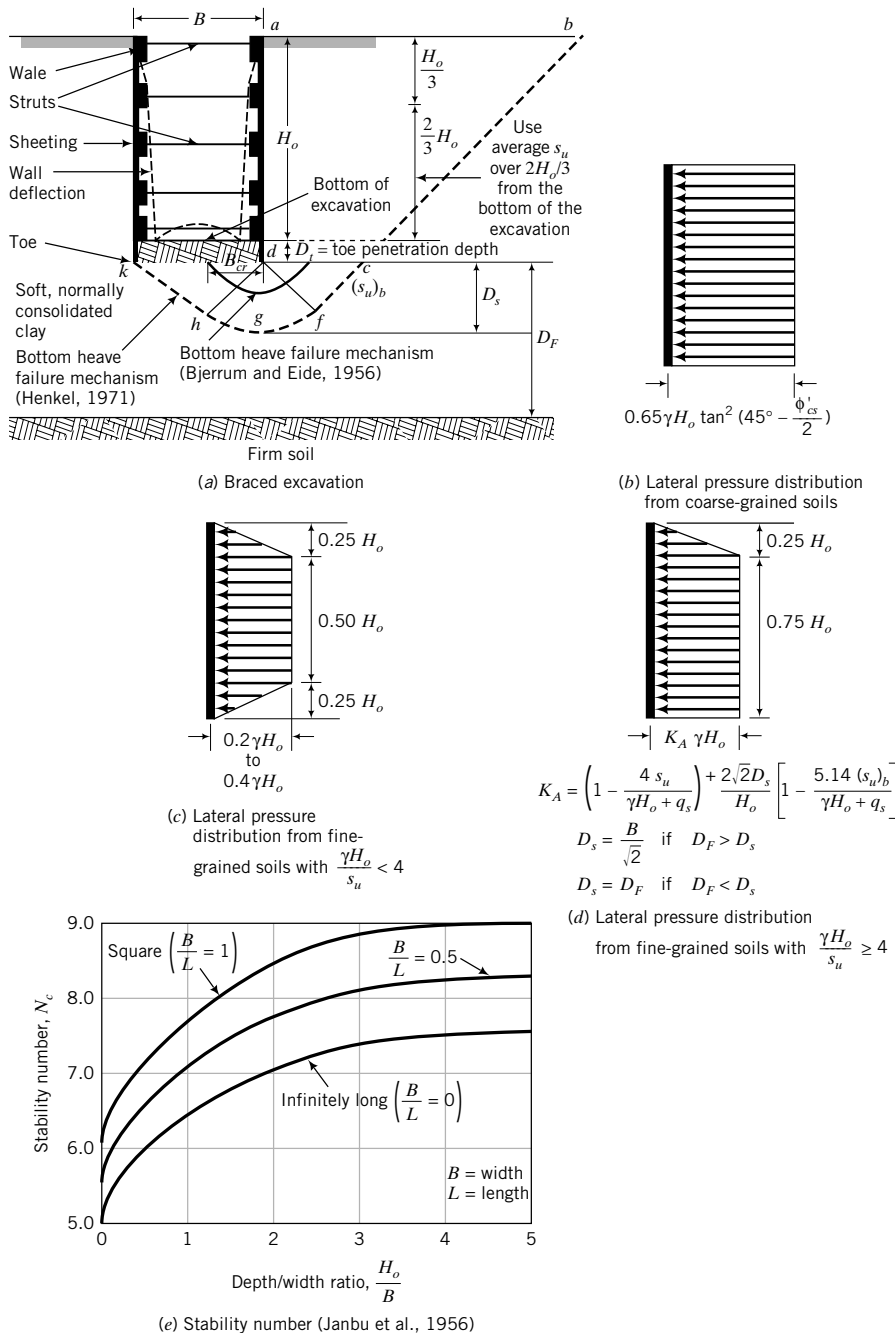 B
a
b
Wale
Struts
Sheeting
Wall
deflection
Toe
H_o
H_o/3
2/3 H_o
Use
average s_u
over 2H_o/3
from the
bottom of the
excavation
Bottom of
excavation
d
D_t = toe penetration depth
B_cr
k
c
(s_u)_b
D_s
D_F
Soft, normally
consolidated
clay
h
g
f
Bottom heave
failure mechanism
(Henkel, 1971)
Bottom heave failure mechanism
(Bjerrum and Eide, 1956)
Firm soil
(a) Braced excavation
0.65γH_o tan² (45° − ϕ'_cs/2)
(b) Lateral pressure distribution
from coarse-grained soils
0.25 H_o
0.50 H_o
0.25 H_o
0.2γH_o
to
0.4γH_o
(c) Lateral pressure
distribution from fine-
grained soils with γH_o/s_u < 4
0.25 H_o
0.75 H_o
K_A γH_o
K_A = (1 − 4 s_u/(γH_o + q_s)) + 2√2D_s/H_o [1 − 5.14 (s_u)_b/(γH_o + q_s)]
D_s = B/√2 if D_F > D_s
D_s = D_F if D_F < D_s
(d) Lateral pressure distribution
from fine-grained soils with γH_o/s_u ≥ 4
9.0
8.0
7.0
6.0
5.0
Stability number, N_c
Square (B/L = 1)
B/L = 0.5
Infinitely long (B/L = 0)
B = width
L = length
0 1 2 3 4 5
Depth/width ratio, H_o/B
(e) Stability number (Janbu et al., 1956)